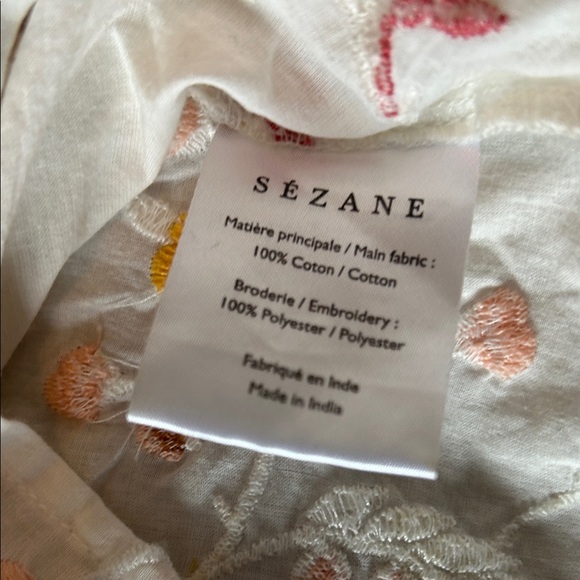 SÉZANE
Matière principale / Main fabric :
100% Coton / Cotton
Broderie / Embroidery :
100% Polyester / Polyester
Fabriqué en Inde
Made in India